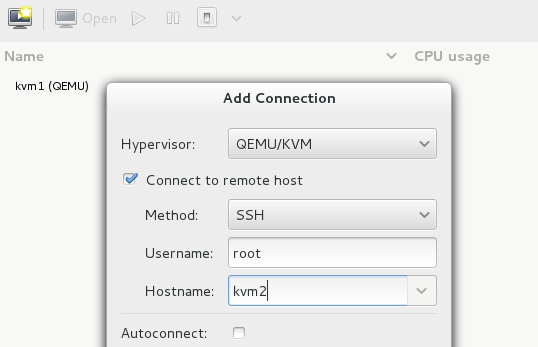 Open
Name CPU usage
kvm1 (QEMU)
Add Connection
Hypervisor: QEMU/KVM
Connect to remote host
Method: SSH
Username: root
Hostname: kvm2
Autoconnect: